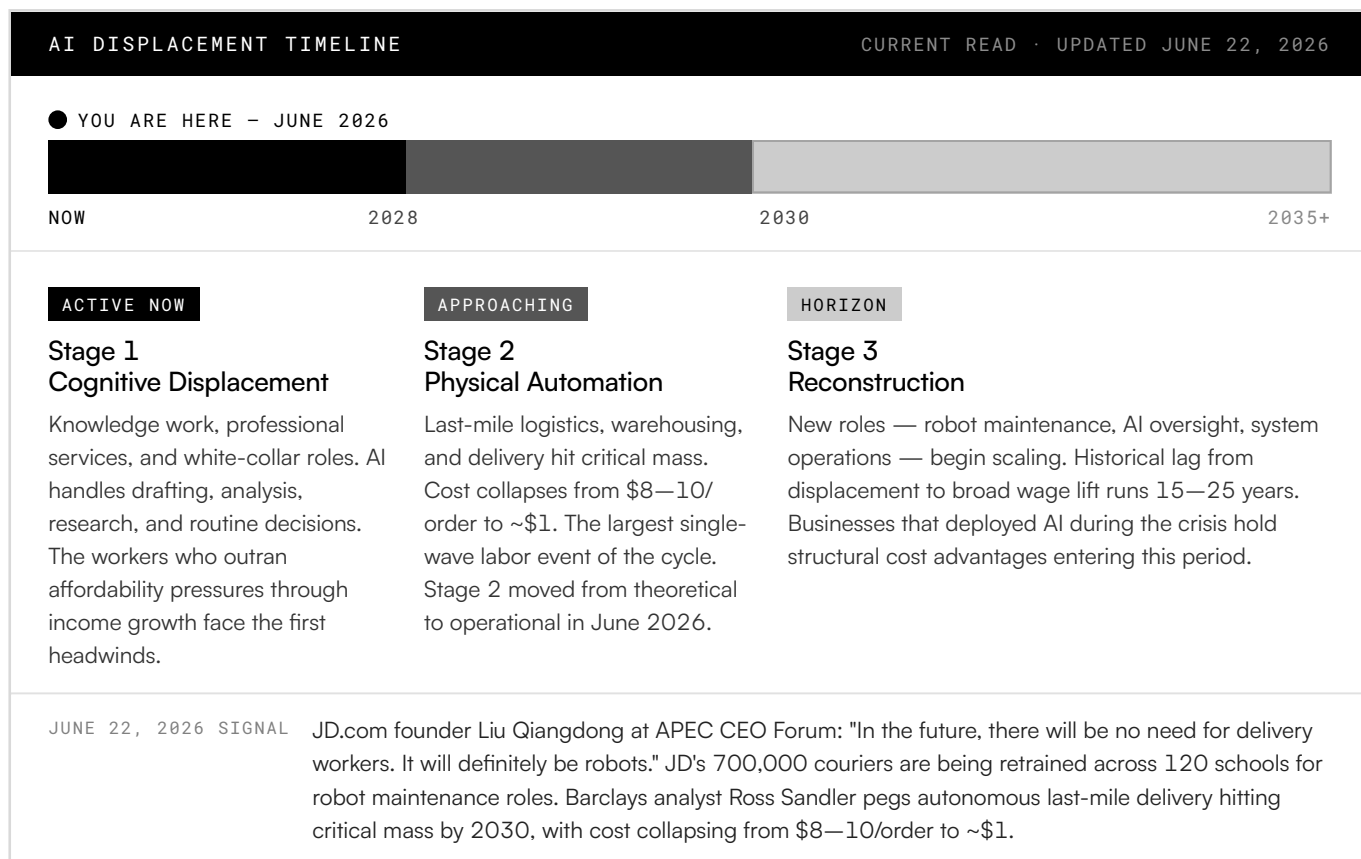 AI DISPLACEMENT TIMELINE
CURRENT READ · UPDATED JUNE 22, 2026
YOU ARE HERE — JUNE 2026
NOW
2028
2030
2035+
ACTIVE NOW
Stage 1
Cognitive Displacement
Knowledge work, professional
services, and white-collar roles. AI
handles drafting, analysis,
research, and routine decisions.
The workers who outran
affordability pressures through
income growth face the first
headwinds.
APPROACHING
Stage 2
Physical Automation
Last-mile logistics, warehousing,
and delivery hit critical mass.
Cost collapses from $8—10/
order to ~$1. The largest single-
wave labor event of the cycle.
Stage 2 moved from theoretical
to operational in June 2026.
HORIZON
Stage 3
Reconstruction
New roles — robot maintenance, AI oversight, system
operations — begin scaling. Historical lag from
displacement to broad wage lift runs 15—25 years.
Businesses that deployed AI during the crisis hold
structural cost advantages entering this period.
JUNE 22, 2026 SIGNAL
JD.com founder Liu Qiangdong at APEC CEO Forum: "In the future, there will be no need for delivery
workers. It will definitely be robots." JD's 700,000 couriers are being retrained across 120 schools for
robot maintenance roles. Barclays analyst Ross Sandler pegs autonomous last-mile delivery hitting
critical mass by 2030, with cost collapsing from $8—10/order to ~$1.